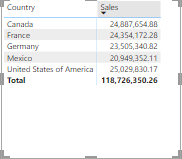 Country Sales
Canada 24,887,654.88
France 24,354,172.28
Germany 23,505,340.82
Mexico 20,949,352.11
United States of America 25,029,830.17
Total 118,726,350.26